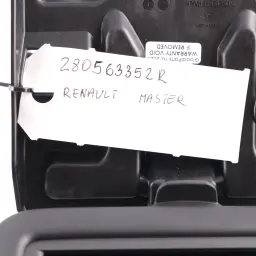 280563352R
RENAULT MASTER
WARRANTY VOID
IF REMOVED